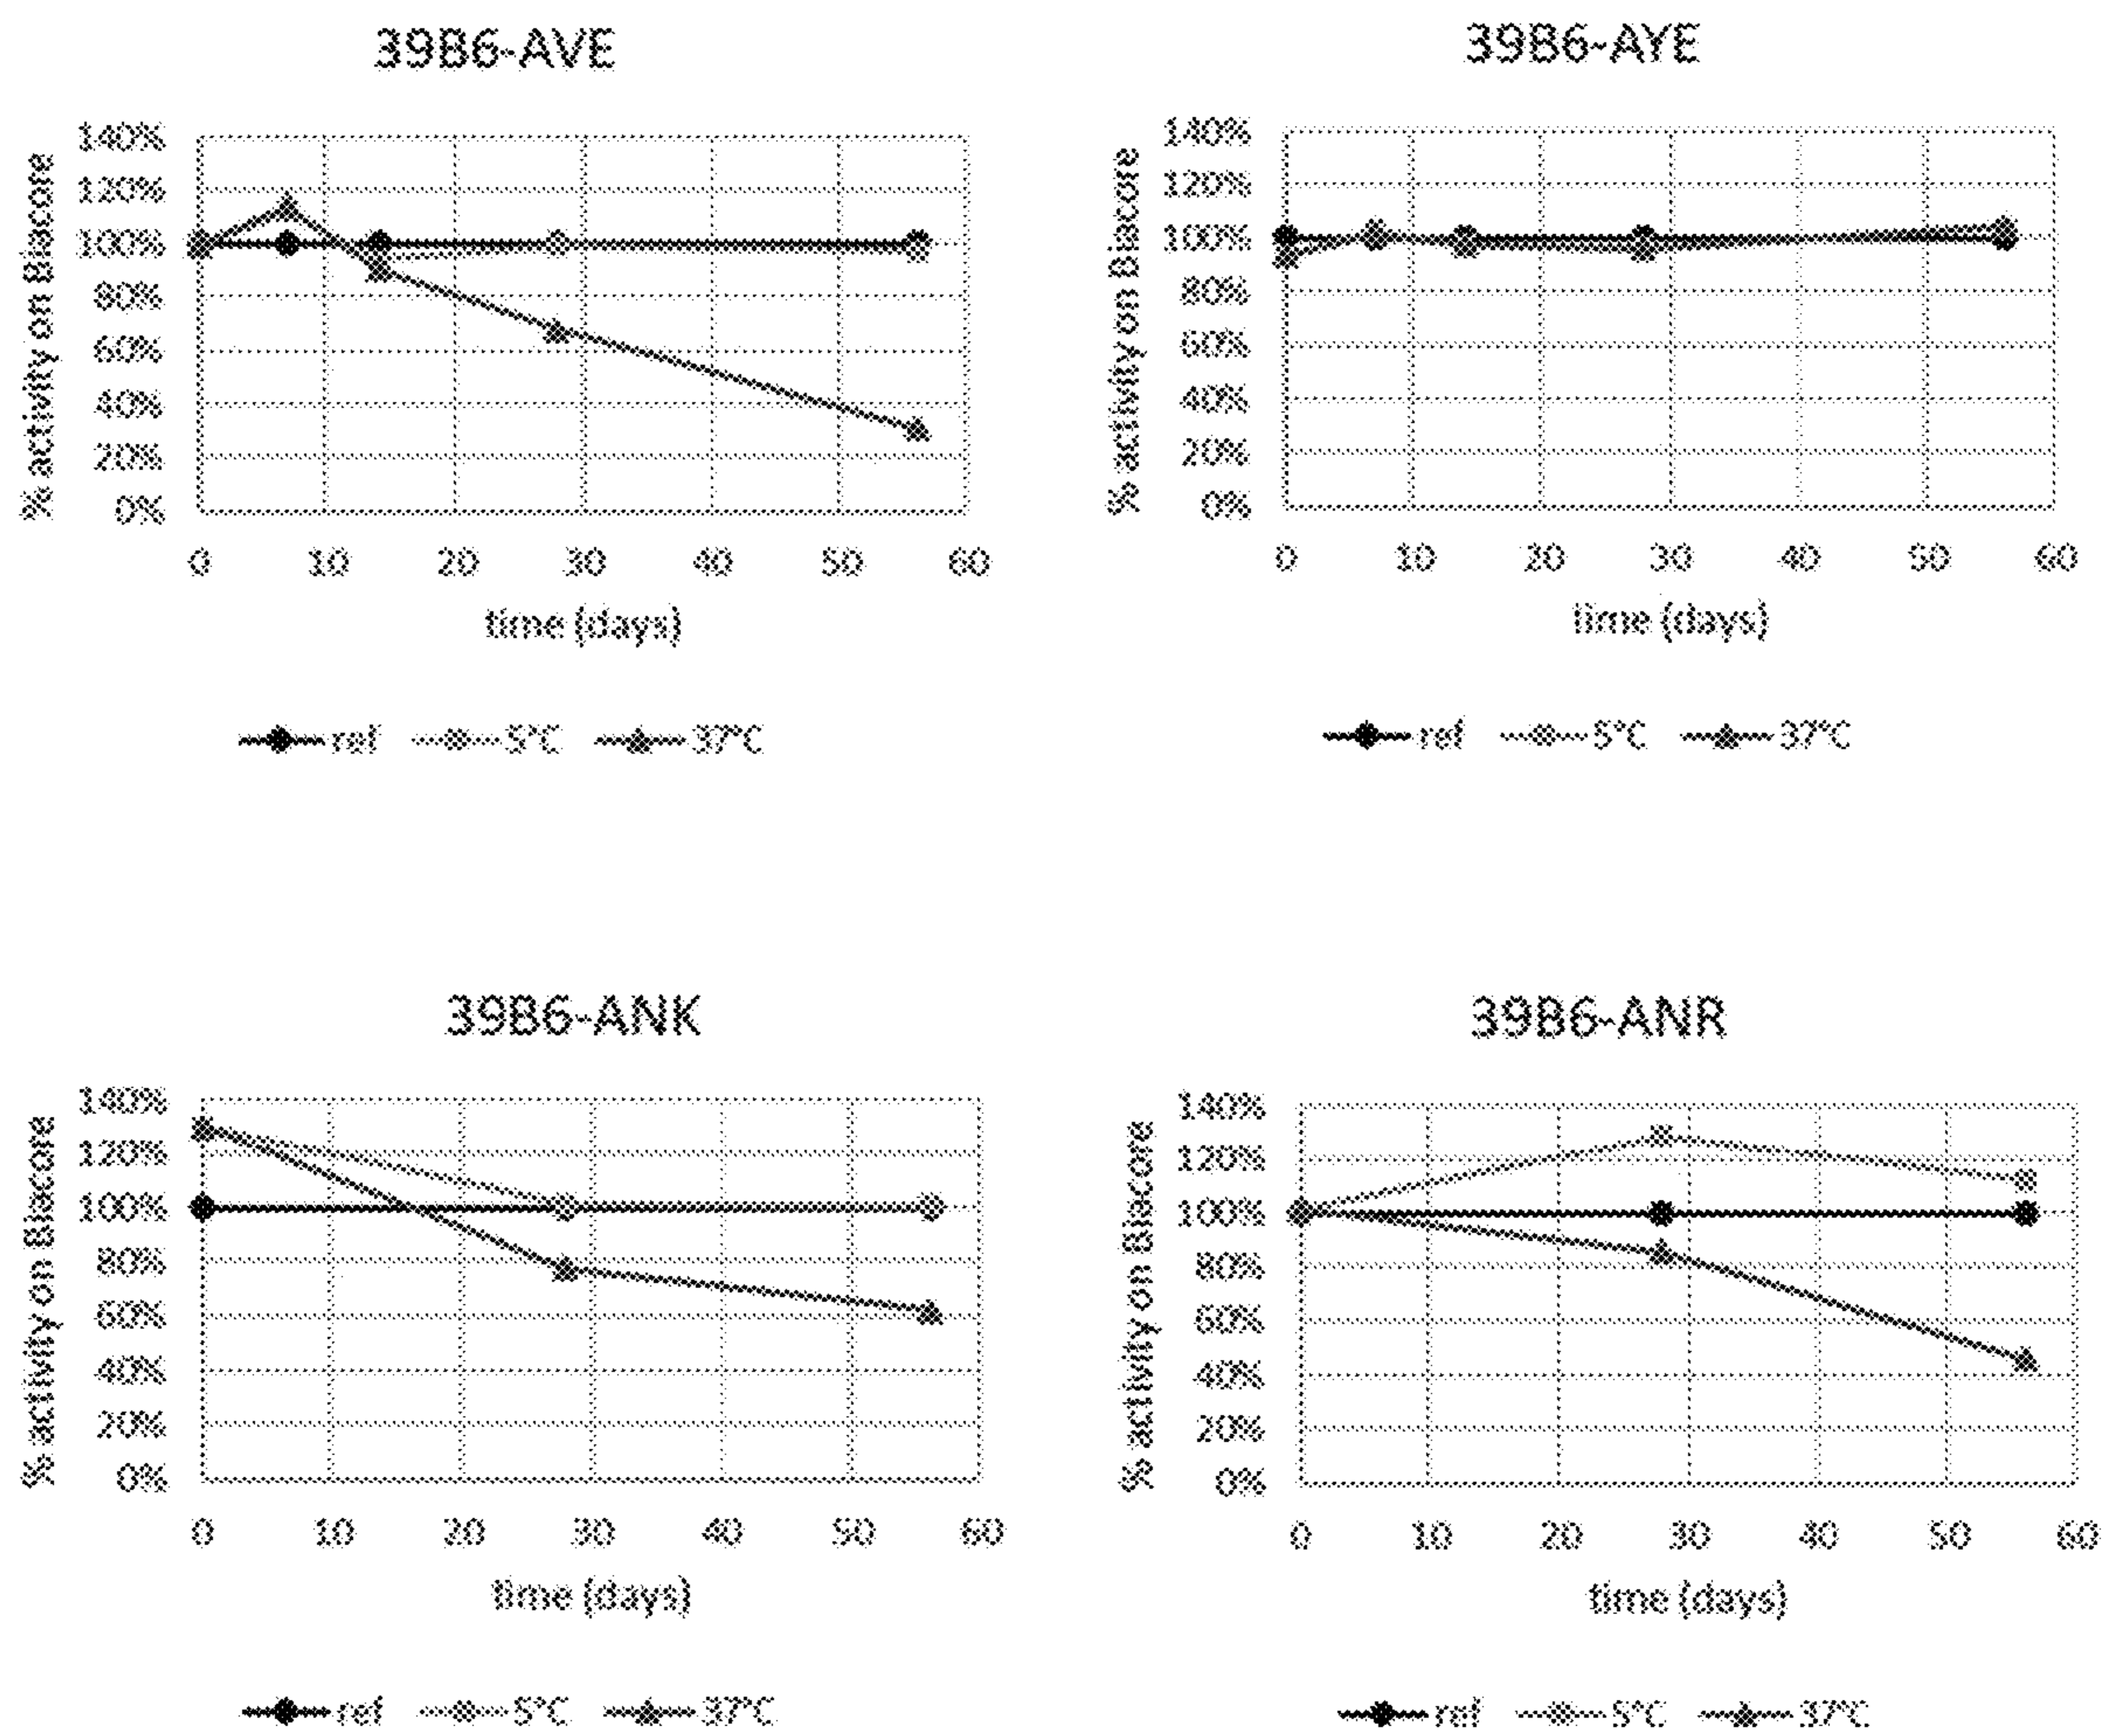 39B6-AVE
% activity on Biacore
140%
120%
100%
80%
60%
40%
20%
0%
0 10 20 30 40 50 60
time (days)
ref 5°C 37°C
39B6-AYE
% activity on Biacore
140%
120%
100%
80%
60%
40%
20%
0%
0 10 20 30 40 50 60
time (days)
ref 5°C 37°C
39B6-ANK
% activity on Biacore
140%
120%
100%
80%
60%
40%
20%
0%
0 10 20 30 40 50 60
time (days)
ref 5°C 37°C
39B6-ANR
% activity on Biacore
140%
120%
100%
80%
60%
40%
20%
0%
0 10 20 30 40 50 60
time (days)
ref 5°C 37°C